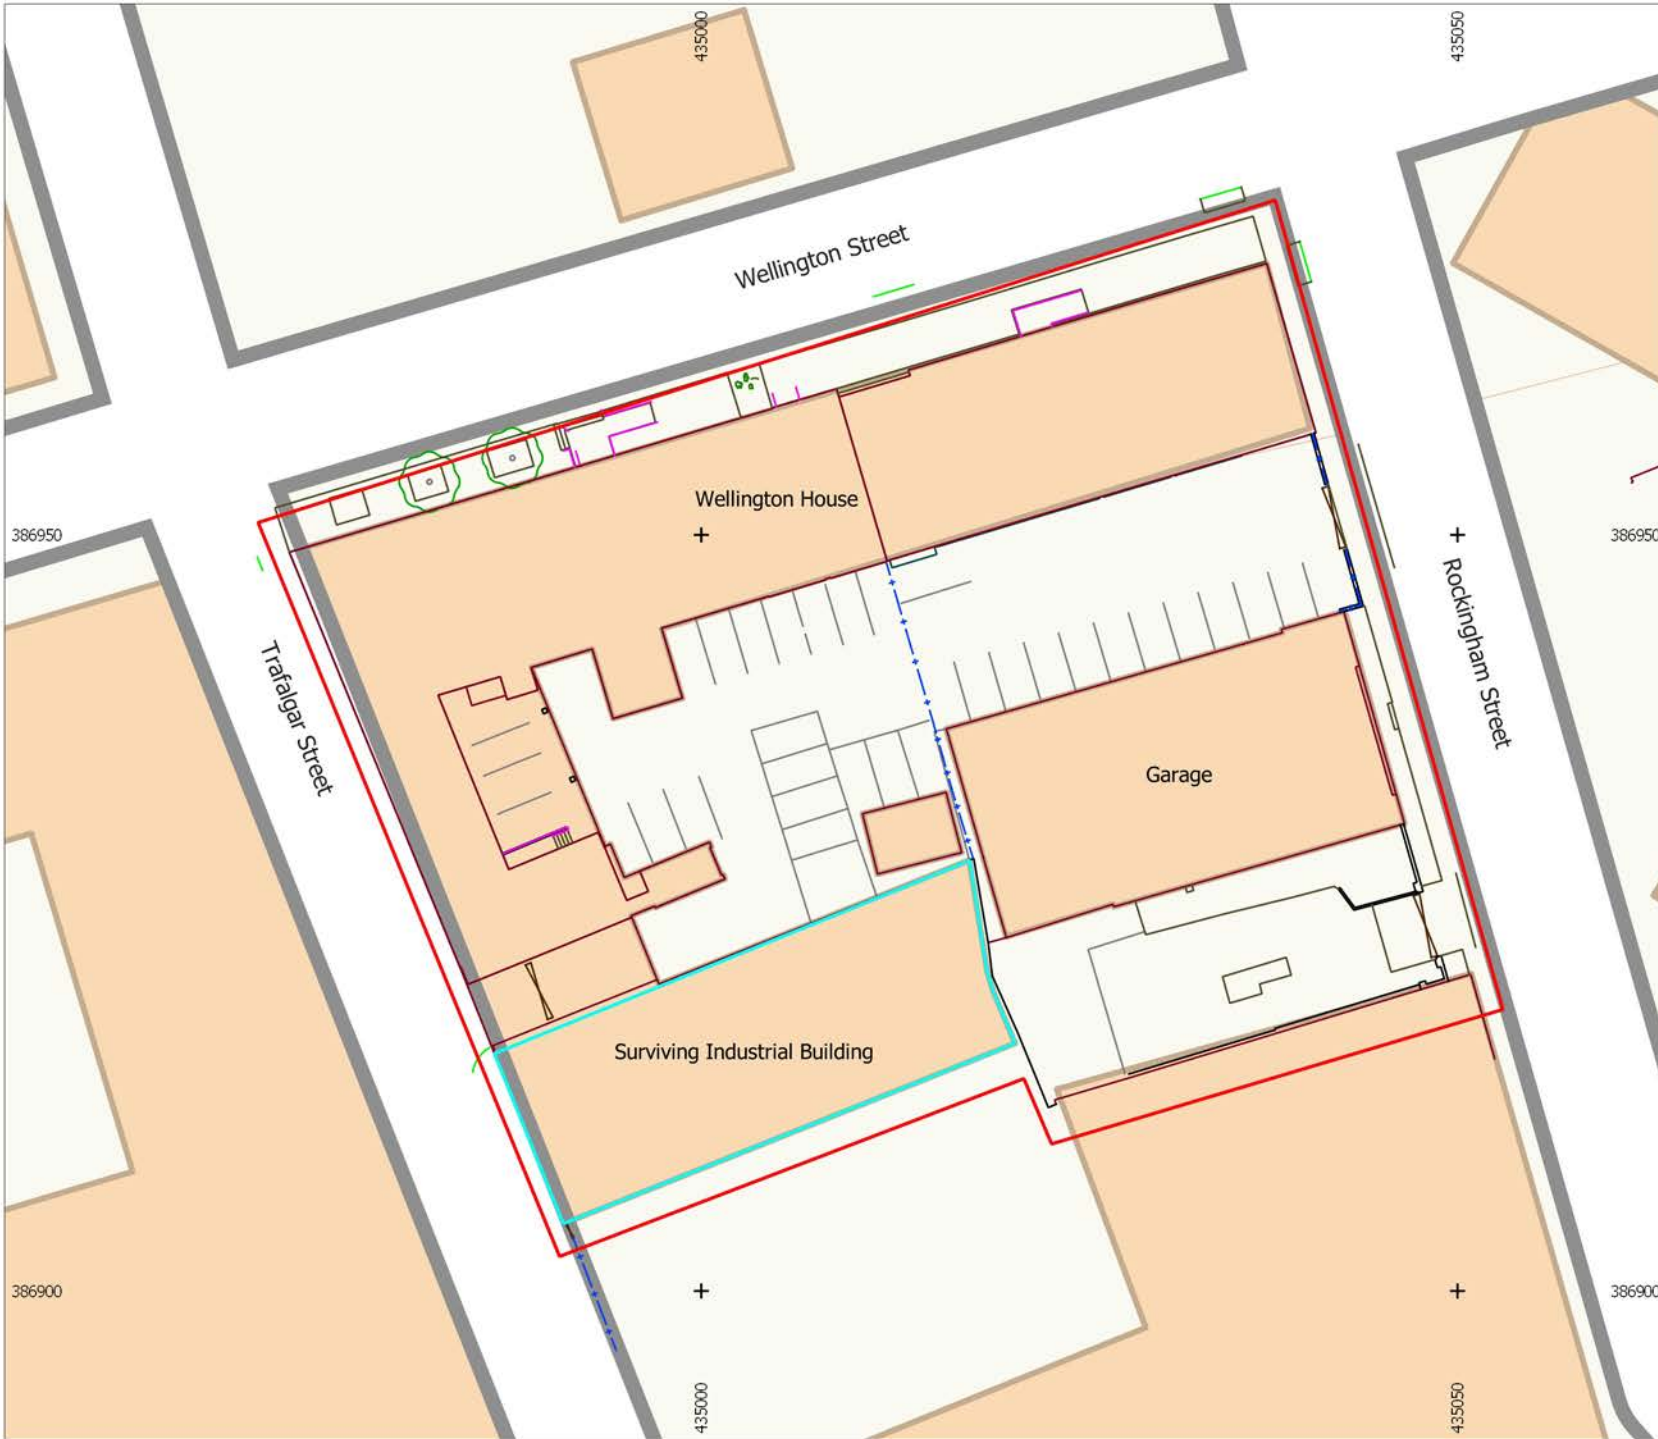 435000
435050
Wellington Street
Wellington House
386950
386950
Rockingham Street
Trafalgar Street
Garage
Surviving Industrial Building
386900
386900
435000
435050